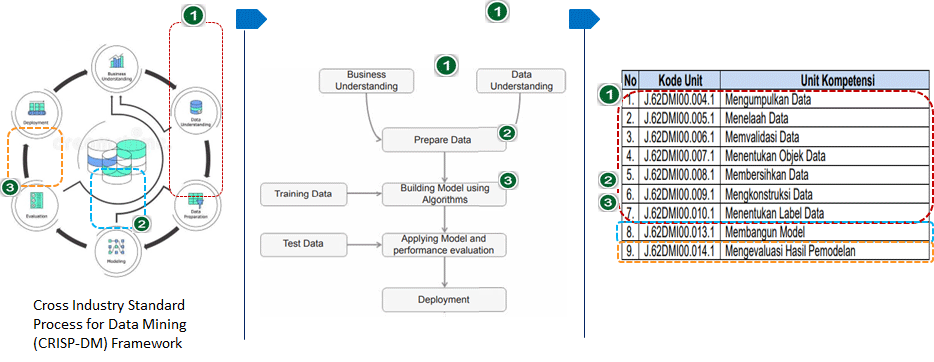 1
Business
Understanding
Data
Understanding
Data
Preparation
2
Modeling
3
Evaluation
Deployment
Cross Industry Standard
Process for Data Mining
(CRISP-DM) Framework
1
1
Business
Understanding
Data
Understanding
Prepare Data
2
Training Data
Building Model using
Algorithms
3
Test Data
Applying Model and
performance evaluation
Deployment
1
2
3
No Kode Unit Unit Kompetensi
1. J.62DMI00.004.1 Mengumpulkan Data
2. J.62DMI00.005.1 Menelaah Data
3. J.62DMI00.006.1 Memvalidasi Data
4. J.62DMI00.007.1 Menentukan Objek Data
5. J.62DMI00.008.1 Membersihkan Data
6. J.62DMI00.009.1 Mengkonstruksi Data
7. J.62DMI00.010.1 Menentukan Label Data
8. J.62DMI00.013.1 Membangun Model
9. J.62DMI00.014.1 Mengevaluasi Hasil Pemodelan